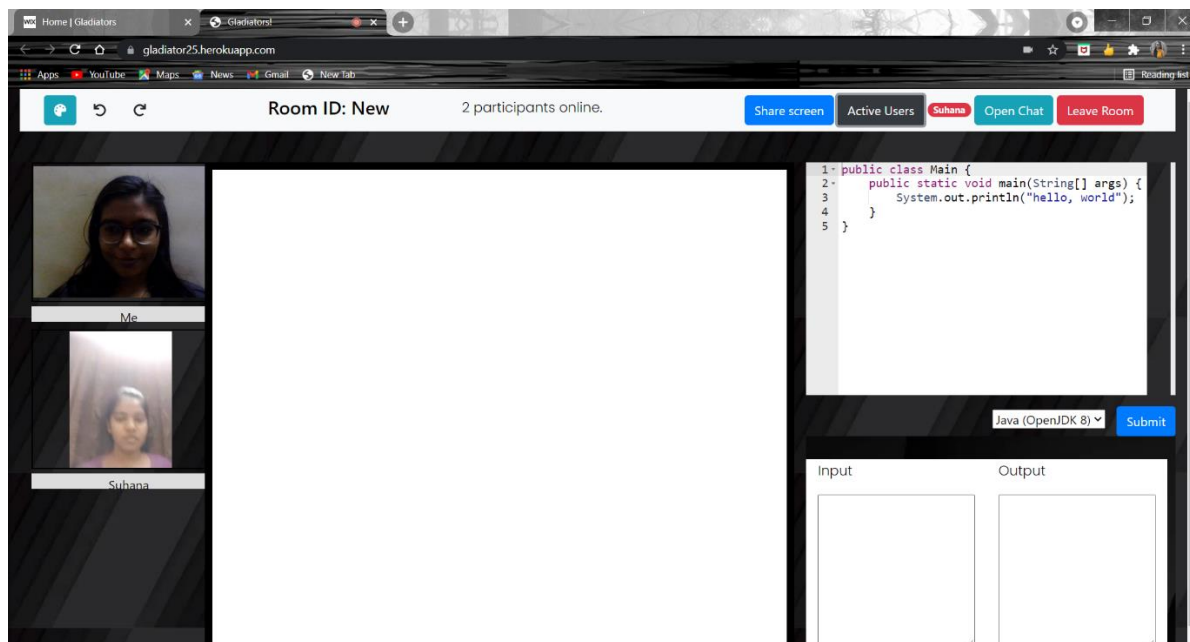 WIX Home | Gladiators × Gladiators! ×
gladiator25.herokuapp.com
Apps YouTube Maps News Gmail New Tab Reading list
Room ID: New 2 participants online. Share screen Active Users Suhana Open Chat Leave Room
Me
Suhana
1 public class Main {
2 public static void main(String[] args) {
3 System.out.println("hello, world");
4 }
5 }
Java (OpenJDK 8) Submit
Input Output